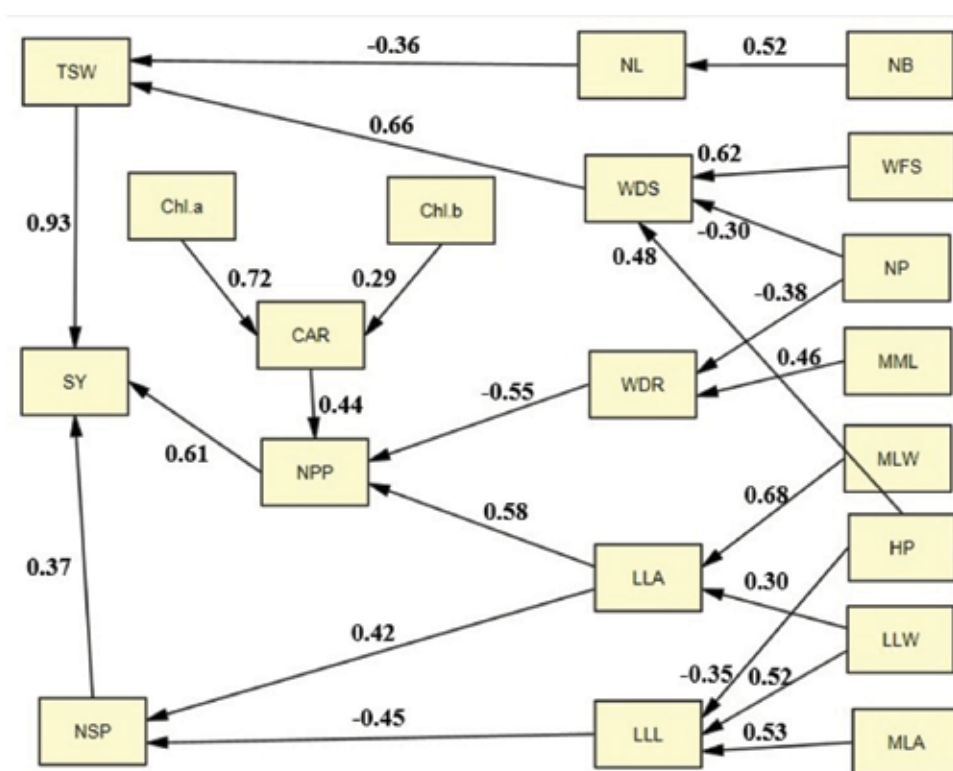 -0.36
0.52
TSW
NL
NB
0.66
0.62
WFS
WDS
Chl.a
Chl.b
0.93
-0.30
0.48
NP
0.72
0.29
-0.38
CAR
MML
0.46
SY
WDR
-0.55
0.44
0.61
NPP
MLW
0.68
0.58
HP
0.37
LLA
0.30
0.42
LLW
-0.35
0.52
-0.45
NSP
LLL
0.53
MLA